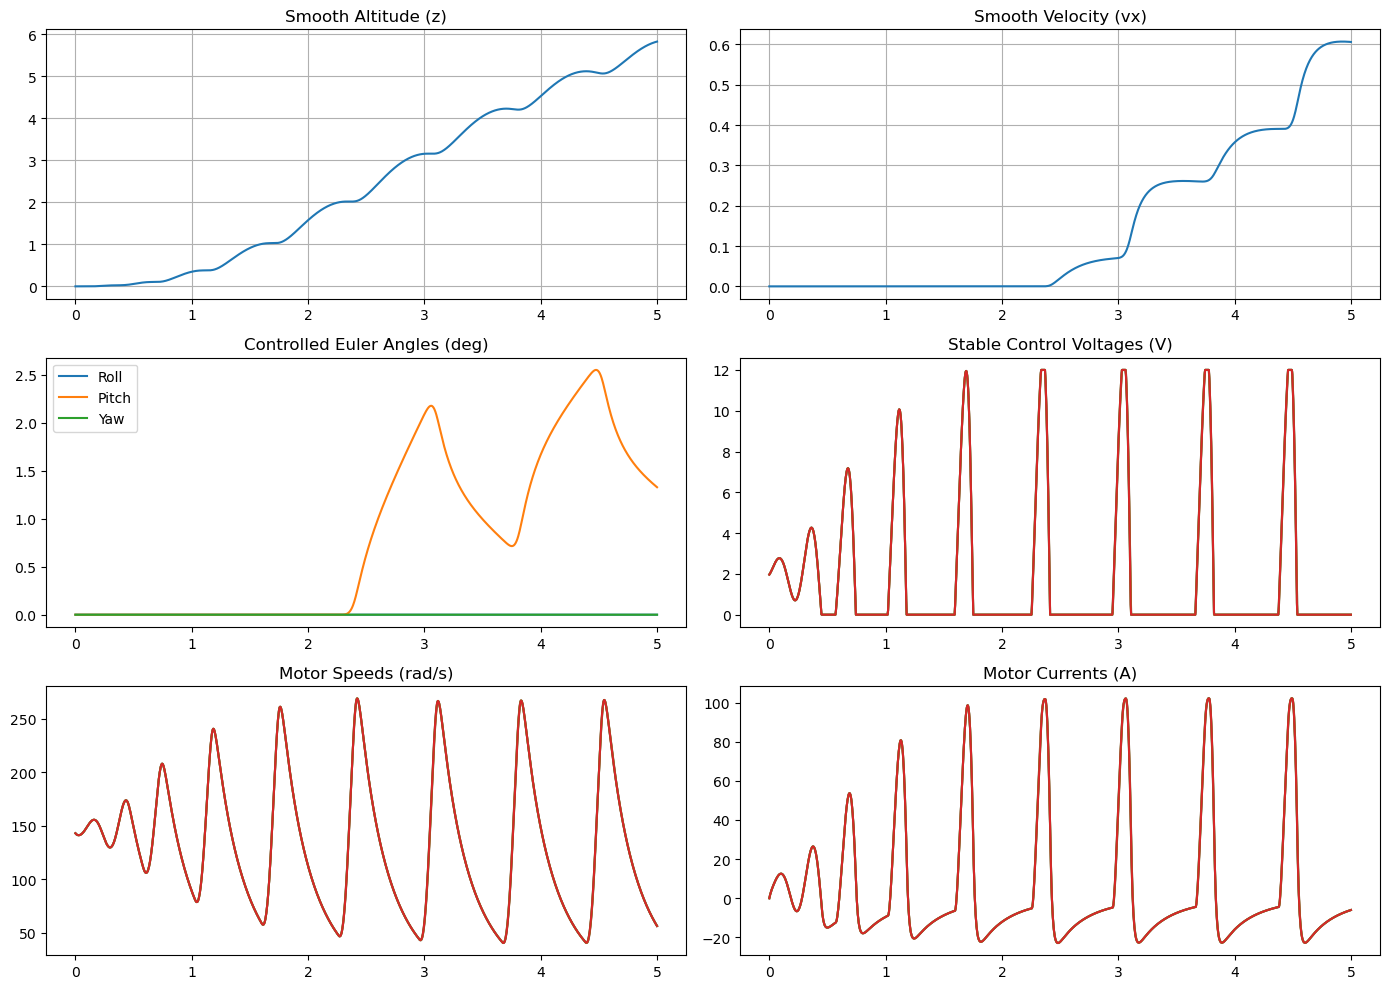 Smooth Altitude (z)
6
5
4
3
2
1
0
0 1 2 3 4 5
Smooth Velocity (vx)
0.6
0.5
0.4
0.3
0.2
0.1
0.0
0 1 2 3 4 5
Controlled Euler Angles (deg)
Roll
Pitch
Yaw
2.5
2.0
1.5
1.0
0.5
0.0
0 1 2 3 4 5
Stable Control Voltages (V)
12
10
8
6
4
2
0
0 1 2 3 4 5
Motor Speeds (rad/s)
250
200
150
100
50
0 1 2 3 4 5
Motor Currents (A)
100
80
60
40
20
0
−20
0 1 2 3 4 5